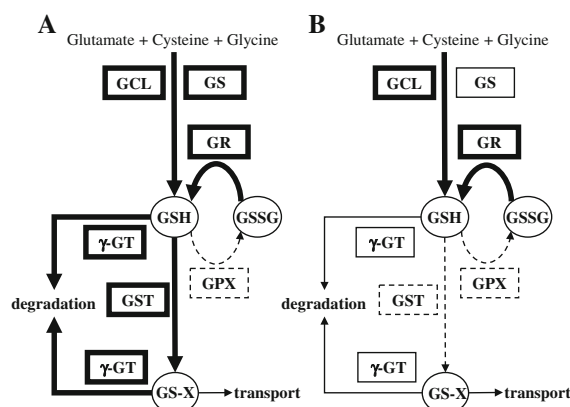 A
Glutamate + Cysteine + Glycine
GCL
GS
GR
GSH
GSSG
γ-GT
GPX
GST
degradation
γ-GT
GS-X
transport
B
Glutamate + Cysteine + Glycine
GCL
GS
GR
GSH
GSSG
γ-GT
GPX
GST
degradation
γ-GT
GS-X
transport